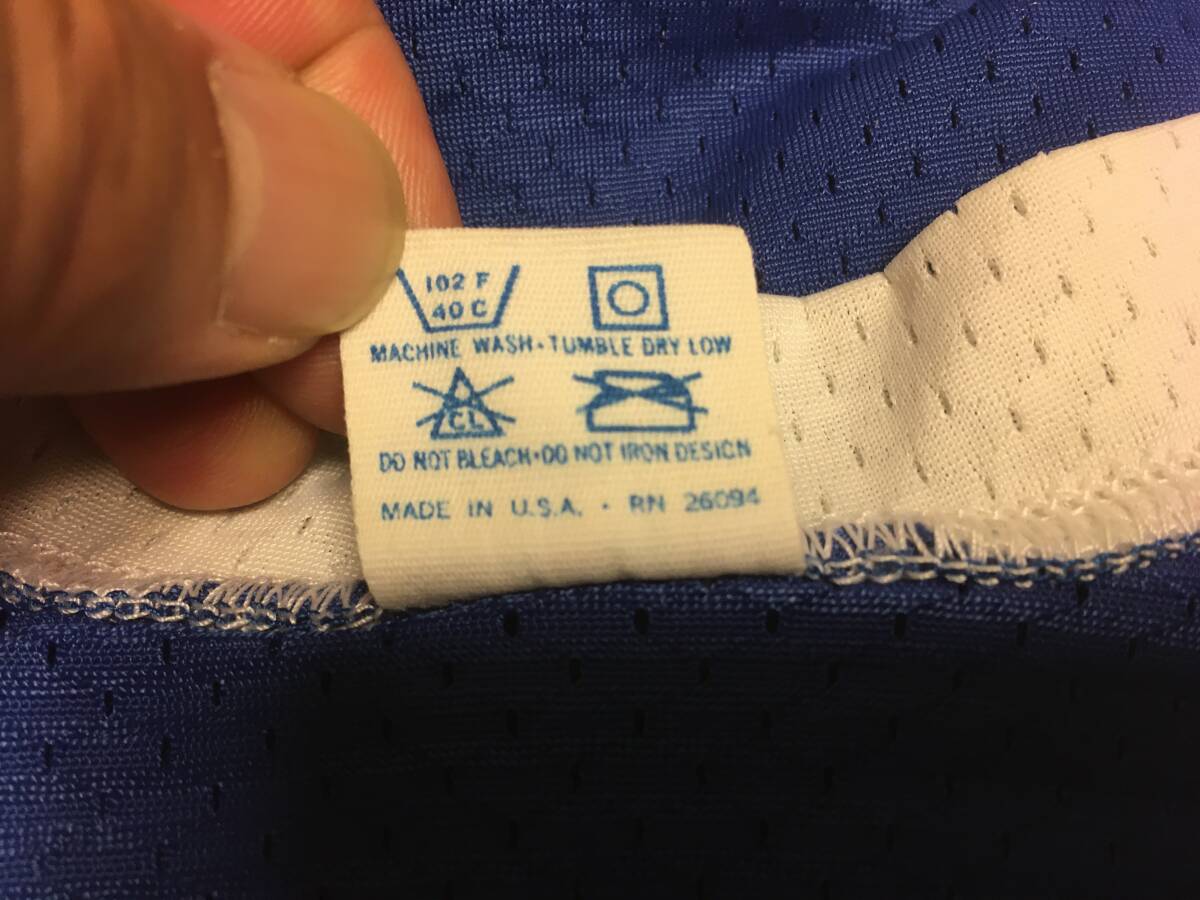 102 F
40 C
MACHINE WASH • TUMBLE DRY LOW
CL
DO NOT BLEACH • DO NOT IRON DESIGN
MADE IN U.S.A. • RN 26094